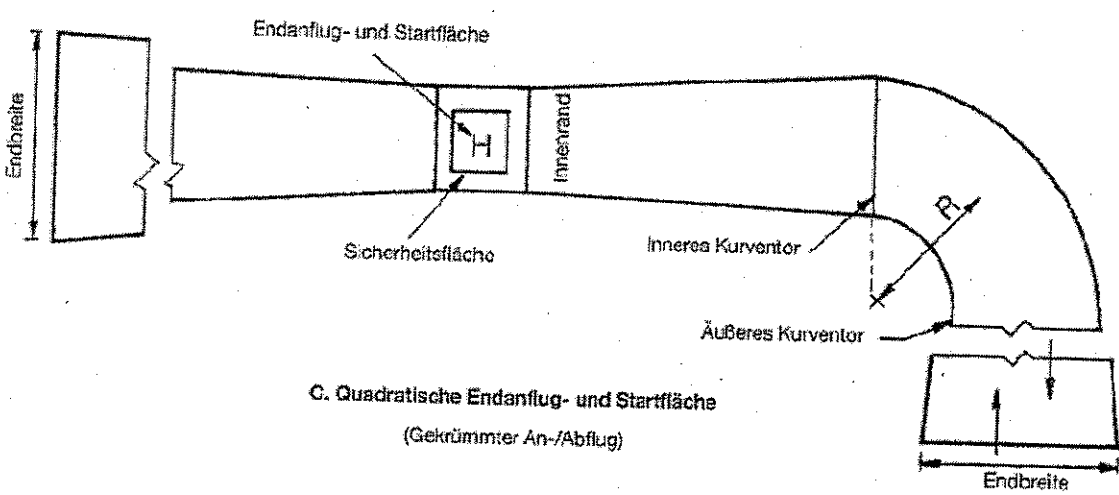 Endanflug- und Startfläche
Endbreite
H
Innenrand
R
Inneres Kurventor
Sicherheitsfläche
Äußeres Kurventor
C. Quadratische Endanflug- und Startfläche
(Gekrümmter An-/Abflug)
Endbreite